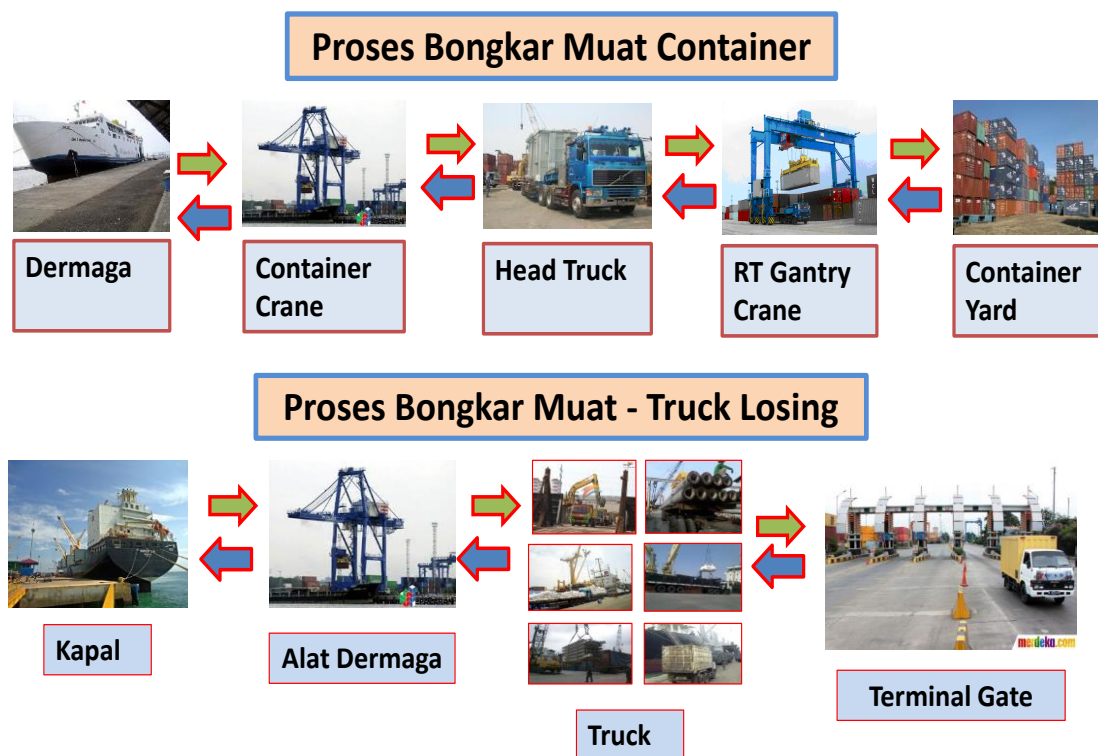 Proses Bongkar Muat Container
Dermaga
Container
Crane
Head Truck
RT Gantry
Crane
Container
Yard
Proses Bongkar Muat - Truck Losing
Kapal
Alat Dermaga
Truck
merdeka.com
Terminal Gate